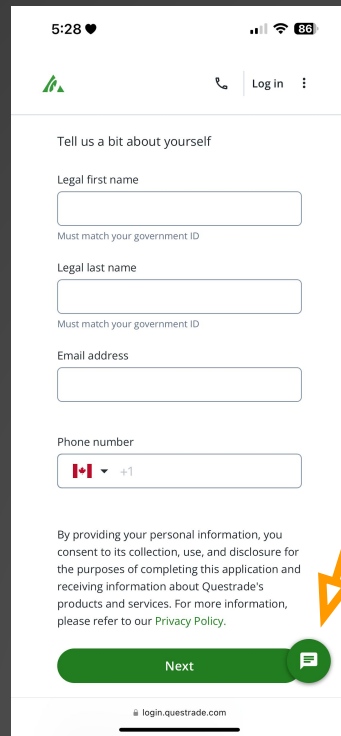 5:28
86
Log in
Tell us a bit about yourself
Legal first name
Must match your government ID
Legal last name
Must match your government ID
Email address
Phone number
+1
By providing your personal information, you
consent to its collection, use, and disclosure for
the purposes of completing this application and
receiving information about Questrade's
products and services. For more information,
please refer to our Privacy Policy.
Next
login.questrade.com